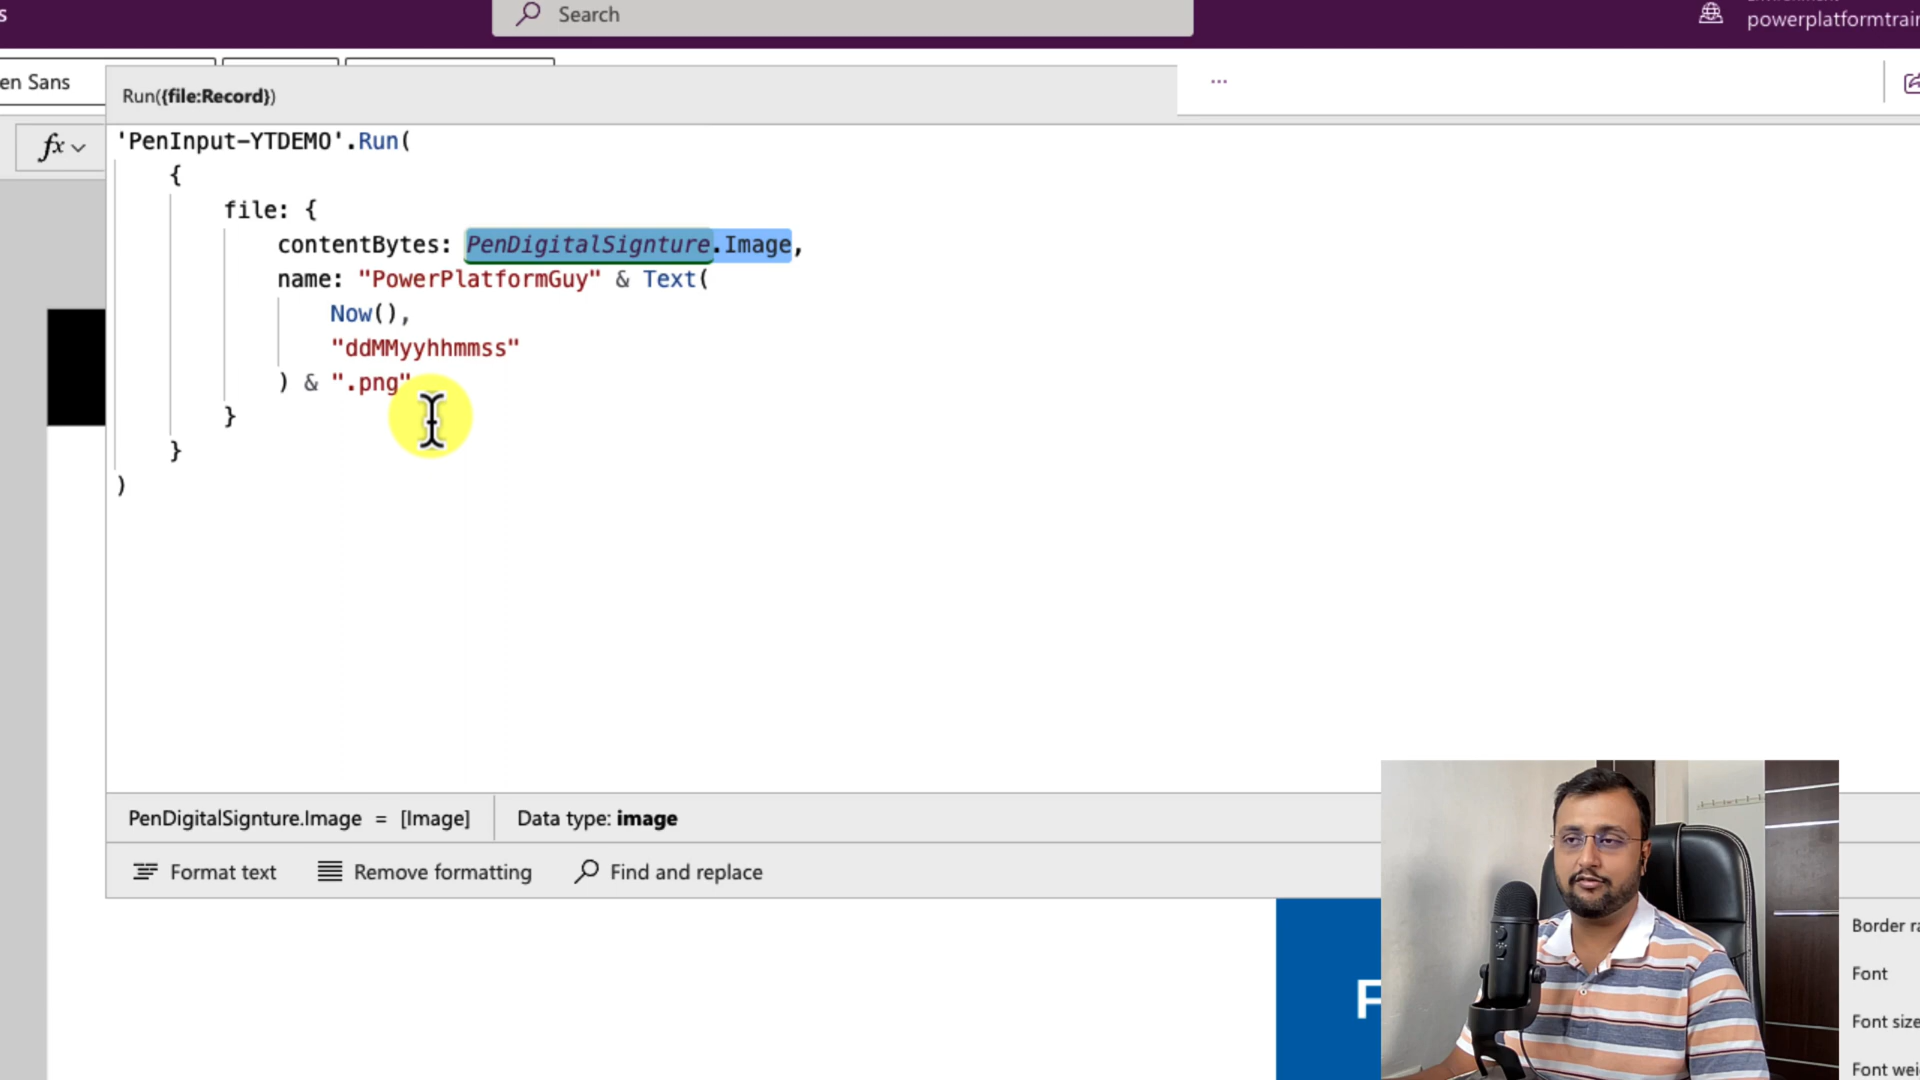 Search
powerplatformtrai
en Sans
...
Run({file:Record})
fx
'PenInput-YTDEMO'.Run(
{
file: {
contentBytes: PenDigitalSignture.Image,
name: "PowerPlatformGuy" & Text(
Now(),
"ddMMyyhhmmss"
) & ".png"
}
}
)
PenDigitalSignture.Image = [Image]
Data type: image
Format text
Remove formatting
Find and replace
F
Border ra
Font
Font size
Font wei